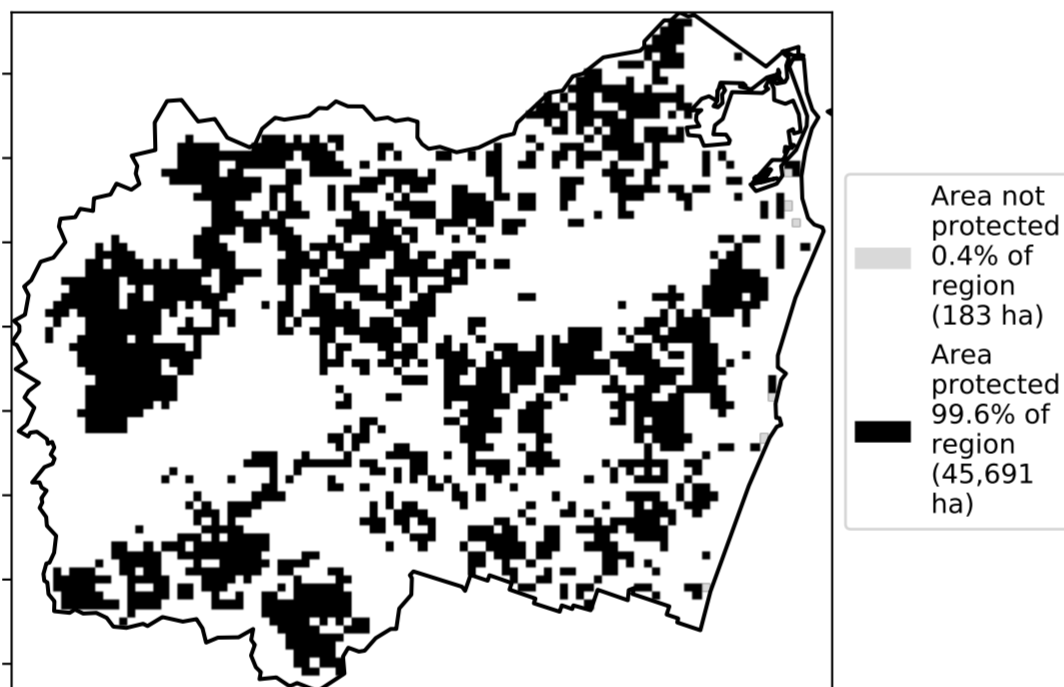 Area not
protected
0.4% of
region
(183 ha)
Area
protected
99.6% of
region
(45,691
ha)